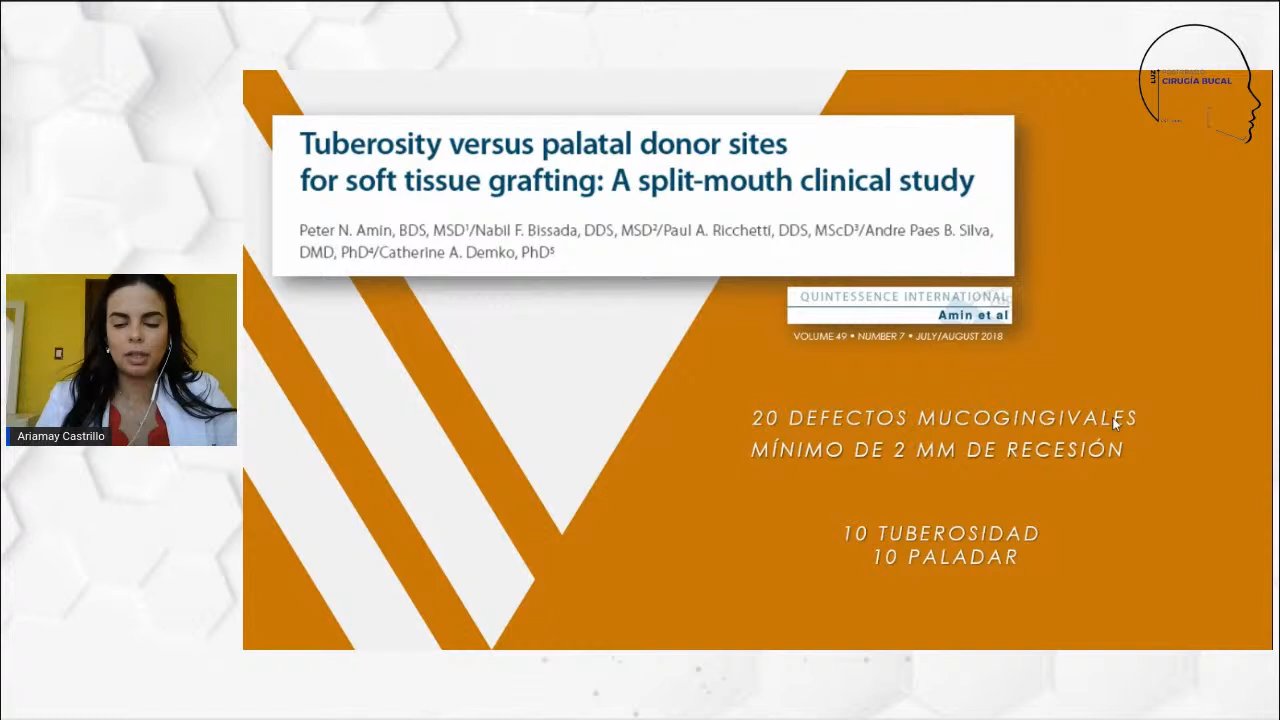 LUZ
CIRUGÍA BUCAL
Tuberosity versus palatal donor sites
for soft tissue grafting: A split-mouth clinical study
Peter N. Amin, BDS, MSD¹/Nabil F. Bissada, DDS, MSD²/Paul A. Ricchetti, DDS, MScD³/Andre Paes B. Silva,
DMD, PhD⁴/Catherine A. Demko, PhD⁵
QUINTESSENCE INTERNATIONAL
Amin et al
VOLUME 49 • NUMBER 7 • JULY/AUGUST 2018
20 DEFECTOS MUCOGINGIVALES
MÍNIMO DE 2 MM DE RECESIÓN
10 TUBEROSIDAD
10 PALADAR
Ariamay Castrillo